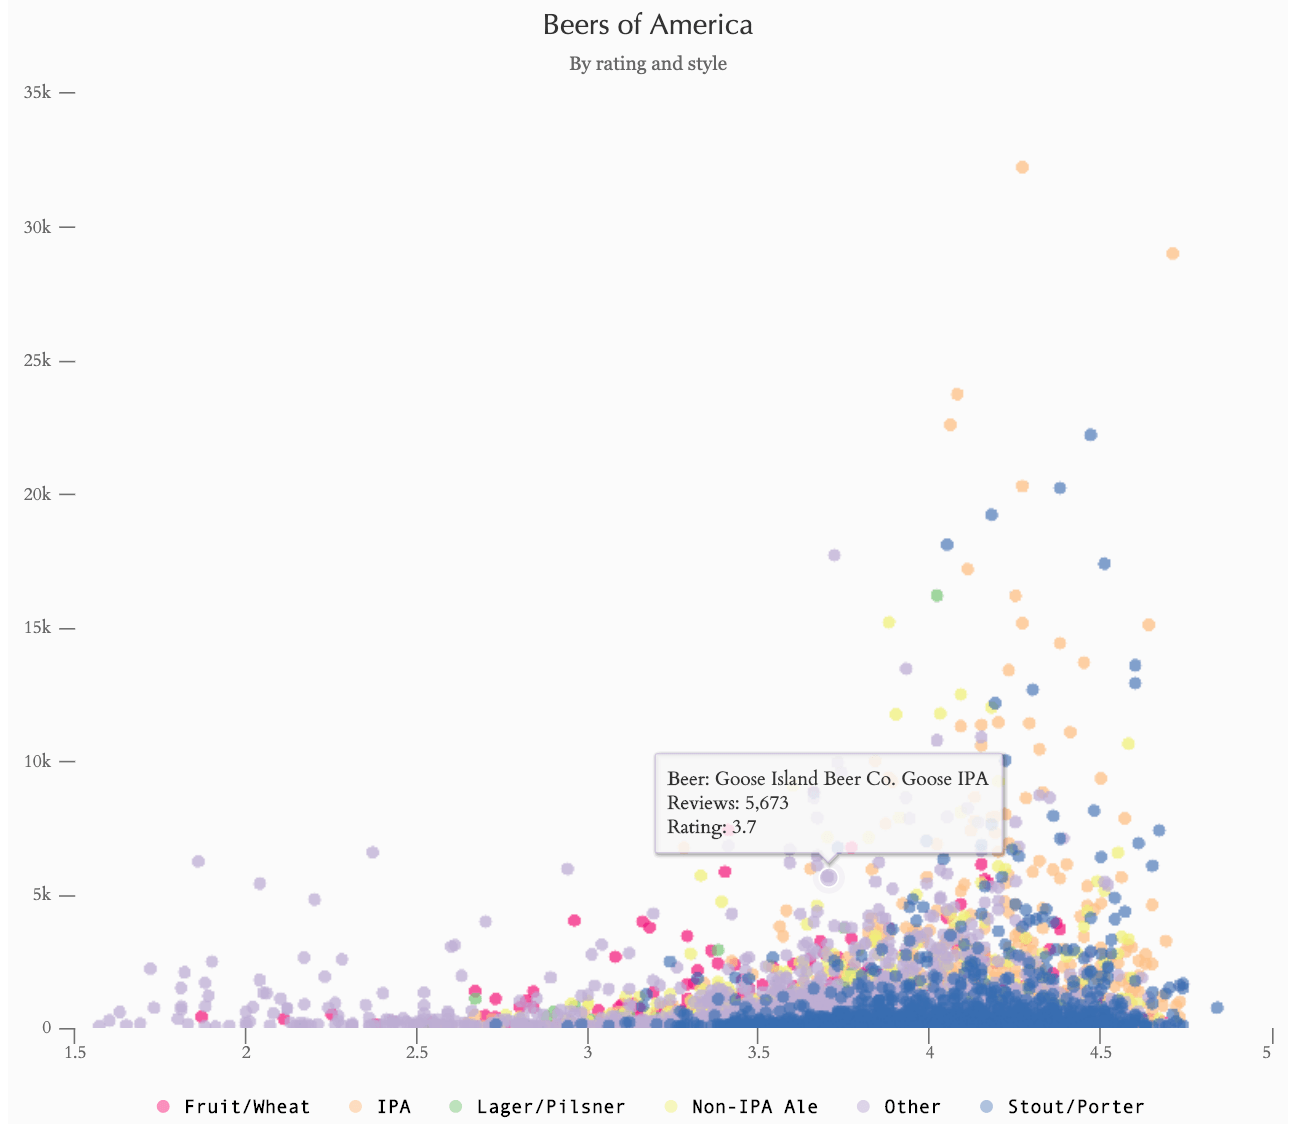 Beers of America
By rating and style
35k
30k
25k
20k
15k
10k
Beer: Goose Island Beer Co. Goose IPA
Reviews: 5,673
Rating: 3.7
5k
0
1.5 2 2.5 3 3.5 4 4.5 5
Fruit/Wheat IPA Lager/Pilsner Non-IPA Ale Other Stout/Porter